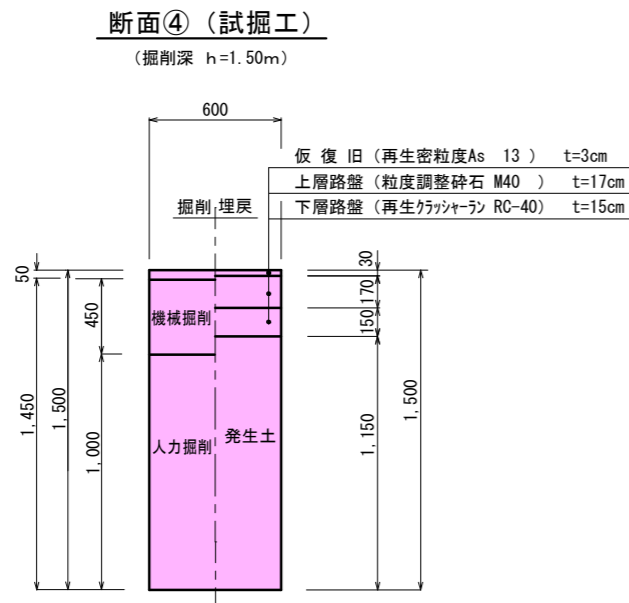 断面④（試掘工）
（掘削深 h=1.50m）
600
仮 復 旧（再生密粒度As 13 ） t=3cm
上層路盤（粒度調整砕石 M40 ） t=17cm
下層路盤（再生ｸﾗｯｼｬｰﾗﾝ RC-40） t=15cm
掘削 埋戻
50
1,450
1,500
450
1,000
機械掘削
人力掘削
発生土
30
170
150
1,150
1,500